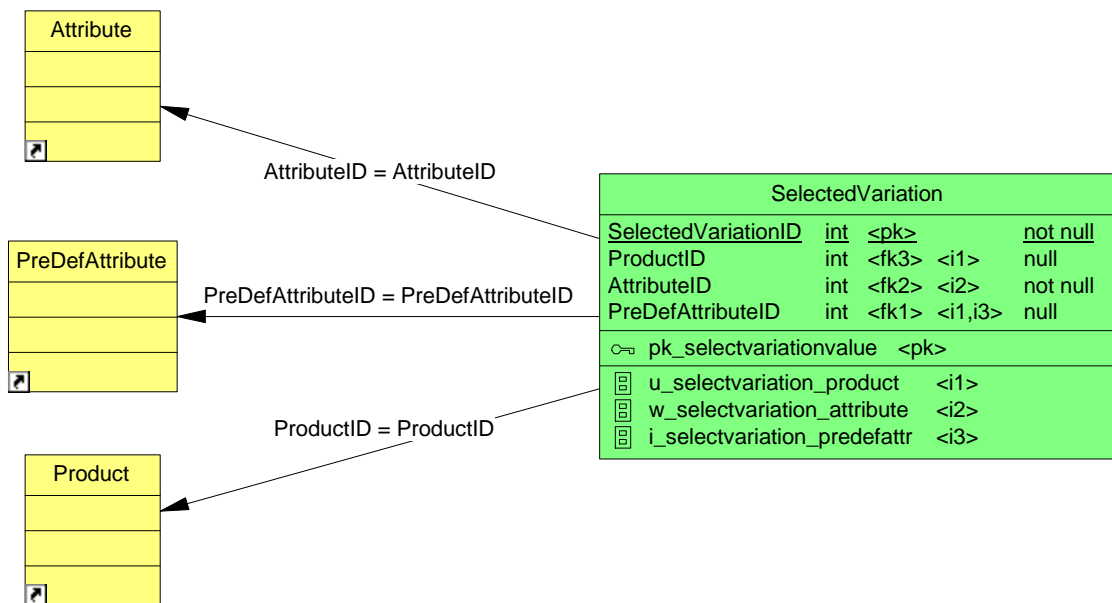 Attribute
AttributeID = AttributeID
SelectedVariation
SelectedVariationID int <pk> not null
ProductID int <fk3> <i1> null
AttributeID int <fk2> <i2> not null
PreDefAttributeID int <fk1> <i1,i3> null
pk_selectvariationvalue <pk>
u_selectvariation_product <i1>
w_selectvariation_attribute <i2>
i_selectvariation_predefattr <i3>
PreDefAttribute
PreDefAttributeID = PreDefAttributeID
ProductID = ProductID
Product